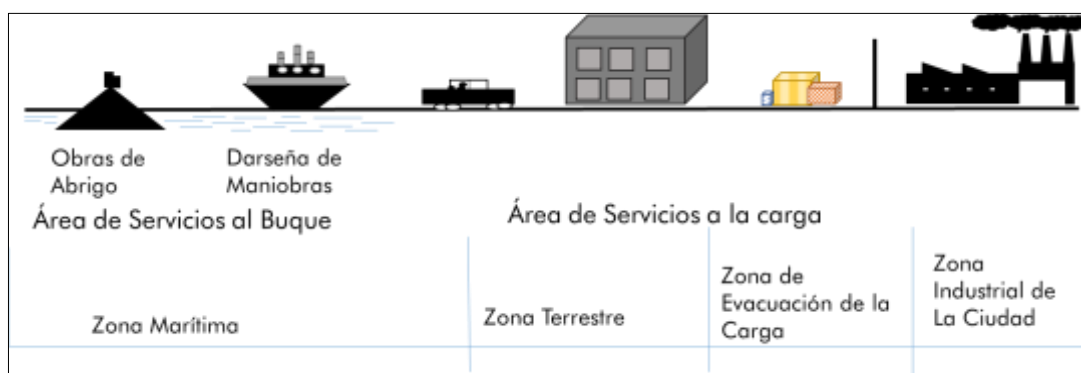 Obras de
Abrigo
Darseña de
Maniobras
Área de Servicios al Buque
Área de Servicios a la carga
Zona Marítima
Zona Terrestre
Zona de
Evacuación de la
Carga
Zona
Industrial de
La Ciudad